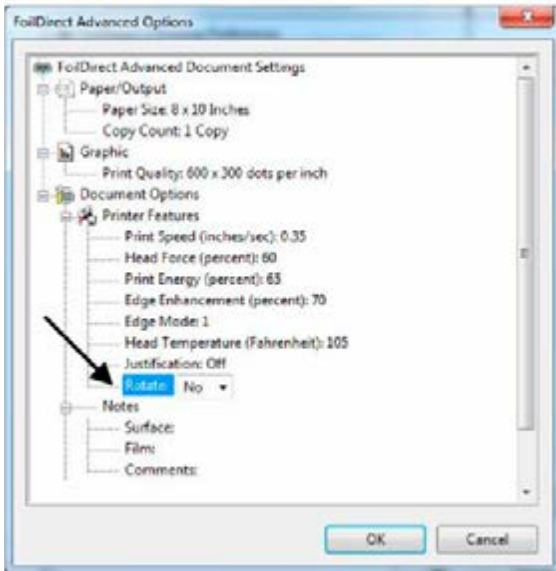 FoilDirect Advanced Options
FoilDirect Advanced Document Settings
Paper/Output
Paper Size: 8 x 10 Inches
Copy Count: 1 Copy
Graphic
Print Quality: 600 x 300 dots per inch
Document Options
Printer Features
Print Speed (inches/sec): 0.35
Head Force (percent): 60
Print Energy (percent): 65
Edge Enhancement (percent): 70
Edge Mode: 1
Head Temperature (Fahrenheit): 105
Justification: Off
Rotate: No
Notes
Surface:
Film:
Comments:
OK Cancel